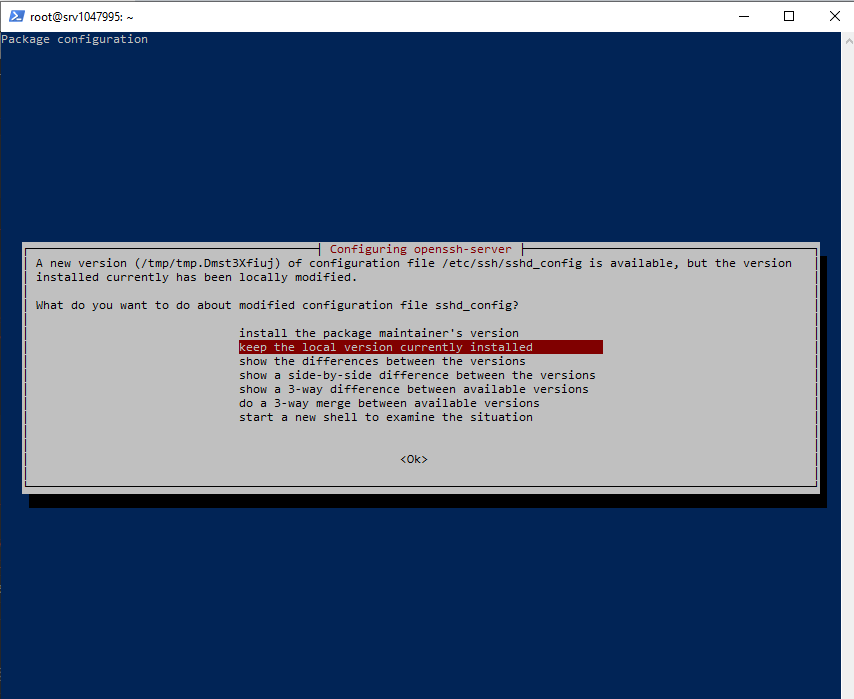 root@srv1047995: ~
Package configuration
Configuring openssh-server
A new version (/tmp/tmp.Dmst3Xfiuj) of configuration file /etc/ssh/sshd_config is available, but the version
installed currently has been locally modified.
What do you want to do about modified configuration file sshd_config?
install the package maintainer's version
keep the local version currently installed
show the differences between the versions
show a side-by-side difference between the versions
show a 3-way difference between available versions
do a 3-way merge between available versions
start a new shell to examine the situation
<Ok>